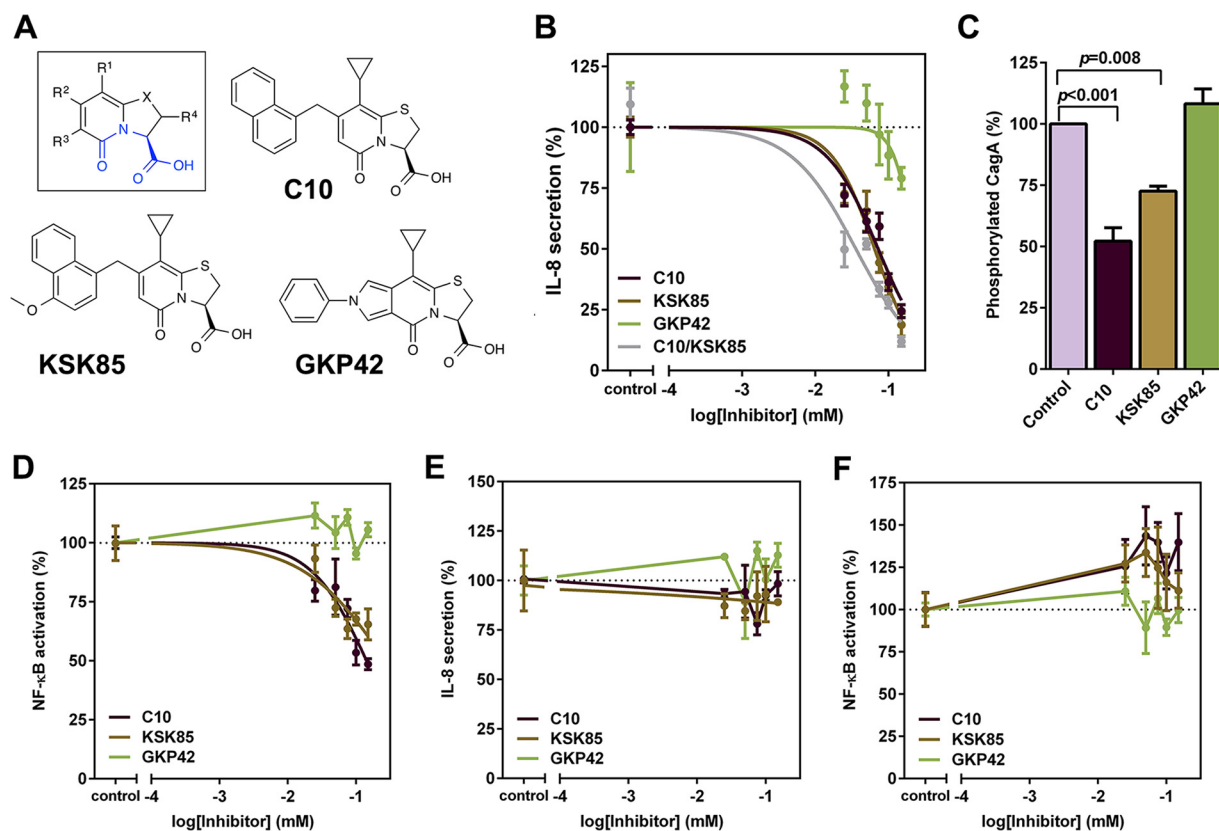 A
R¹
R²
X
R³
N
R⁴
O
O
OH
S
N
O
O
OH
C10
O
S
N
O
O
OH
KSK85
N
S
N
O
O
OH
GKP42
B
IL-8 secretion (%)
125
100
75
50
25
0
C10
KSK85
GKP42
C10/KSK85
control
-4
-3
-2
-1
log[Inhibitor] (mM)
C
Phosphorylated CagA (%)
125
100
75
50
25
0
p=0.008
p<0.001
Control
C10
KSK85
GKP42
D
NF-κB activation (%)
125
100
75
50
25
0
C10
KSK85
GKP42
control
-4
-3
-2
-1
log[Inhibitor] (mM)
E
IL-8 secretion (%)
150
125
100
75
50
25
0
C10
KSK85
GKP42
control
-4
-3
-2
-1
log[Inhibitor] (mM)
F
NF-κB activation (%)
175
150
125
100
75
50
25
0
C10
KSK85
GKP42
control
-4
-3
-2
-1
log[Inhibitor] (mM)